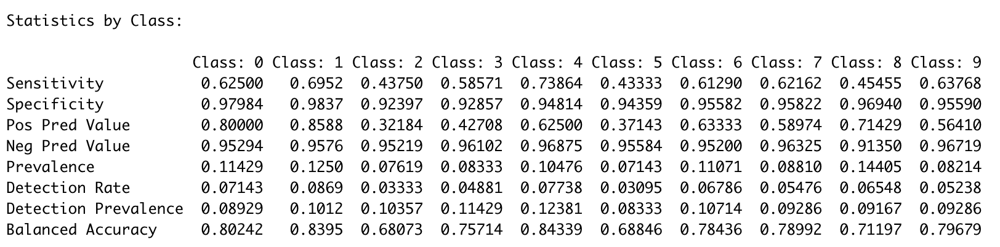 Statistics by Class:

                     Class: 0 Class: 1 Class: 2 Class: 3 Class: 4 Class: 5 Class: 6 Class: 7 Class: 8 Class: 9
Sensitivity           0.62500   0.6952  0.43750  0.58571  0.73864  0.43333  0.61290  0.62162  0.45455  0.63768
Specificity           0.97984   0.9837  0.92397  0.92857  0.94814  0.94359  0.95582  0.95822  0.96940  0.95590
Pos Pred Value        0.80000   0.8588  0.32184  0.42708  0.62500  0.37143  0.63333  0.58974  0.71429  0.56410
Neg Pred Value        0.95294   0.9576  0.95219  0.96102  0.96875  0.95584  0.95200  0.96325  0.91350  0.96719
Prevalence            0.11429   0.1250  0.07619  0.08333  0.10476  0.07143  0.11071  0.08810  0.14405  0.08214
Detection Rate        0.07143   0.0869  0.03333  0.04881  0.07738  0.03095  0.06786  0.05476  0.06548  0.05238
Detection Prevalence  0.08929   0.1012  0.10357  0.11429  0.12381  0.08333  0.10714  0.09286  0.09167  0.09286
Balanced Accuracy     0.80242   0.8395  0.68073  0.75714  0.84339  0.68846  0.78436  0.78992  0.71197  0.79679